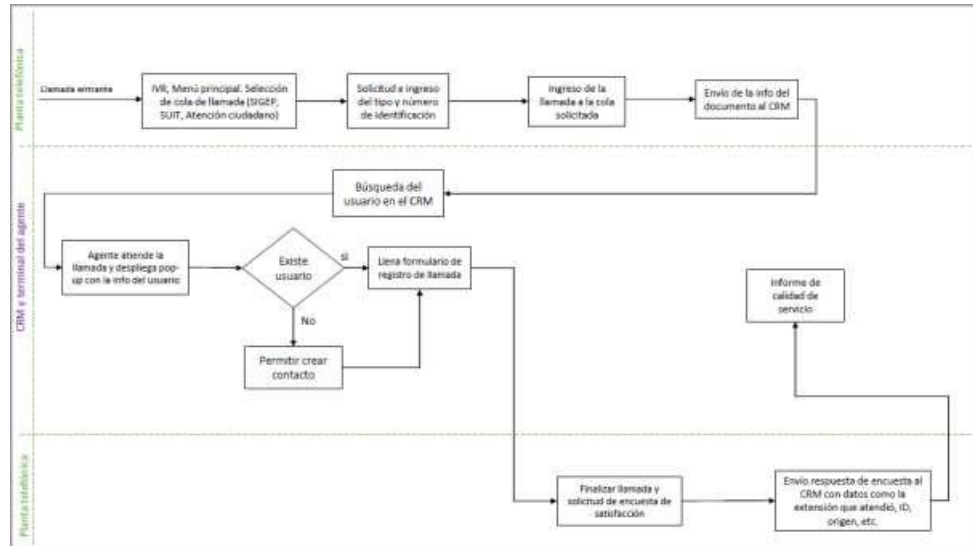 Planta telefónica
Llamada entrante
IVR, Menú principal. Selección
de cola de llamada (SIGEP,
SUIT, Atención ciudadano)
Solicitud e ingreso
del tipo y número
de identificación
Ingreso de la
llamada a la cola
solicitada
Envío de la info del
documento al CRM
CRM y terminal del agente
Búsqueda del
usuario en el CRM
Agente atiende la
llamada y despliega pop-
up con la info del usuario
Existe
usuario
si
No
Llena formulario de
registro de llamada
Permitir crear
contacto
Informe de
calidad de
servicio
Planta telefónica
Finalizar llamada y
solicitud de encuesta de
satisfacción
Envío respuesta de encuesta al
CRM con datos como la
extensión que atendió, ID,
origen, etc.